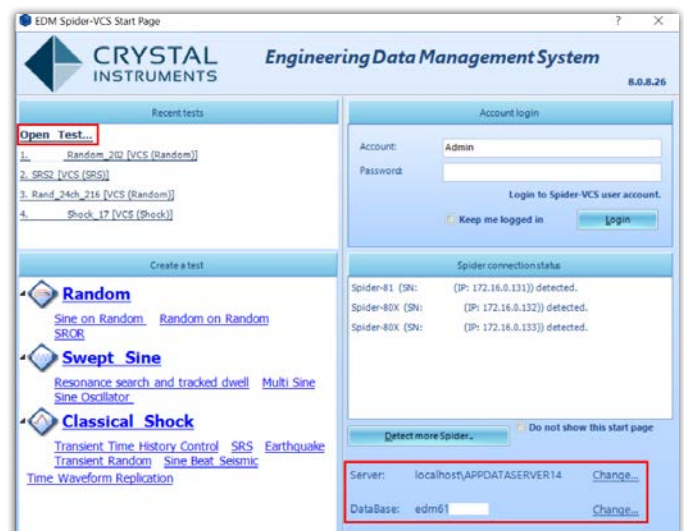 EDM Spider-VCS Start Page
CRYSTAL
INSTRUMENTS
Engineering Data Management System
8.0.8.26
Recent tests
Open Test...
1. Random_202 [VCS (Random)]
2. SRS2 [VCS (SRS)]
3. Rand_24ch_216 [VCS (Random)]
4. Shock_17 [VCS (Shock)]
Account login
Account: Admin
Password:
Login to Spider-VCS user account.
Keep me logged in Login
Create a test
Random
Sine on Random Random on Random
SROR
Swept Sine
Resonance search and tracked dwell Multi Sine
Sine Oscillator
Classical Shock
Transient Time History Control SRS Earthquake
Transient Random Sine Beat Seismic
Time Waveform Replication
Spider connection status
Spider-81 (SN: (IP: 172.16.0.131)) detected.
Spider-80X (SN: (IP: 172.16.0.132)) detected.
Spider-80X (SN: (IP: 172.16.0.133)) detected.
Detect more Spider.. Do not show this start page
Server: localhost\APPDATASERVER14 Change...
DataBase: edm61 Change...